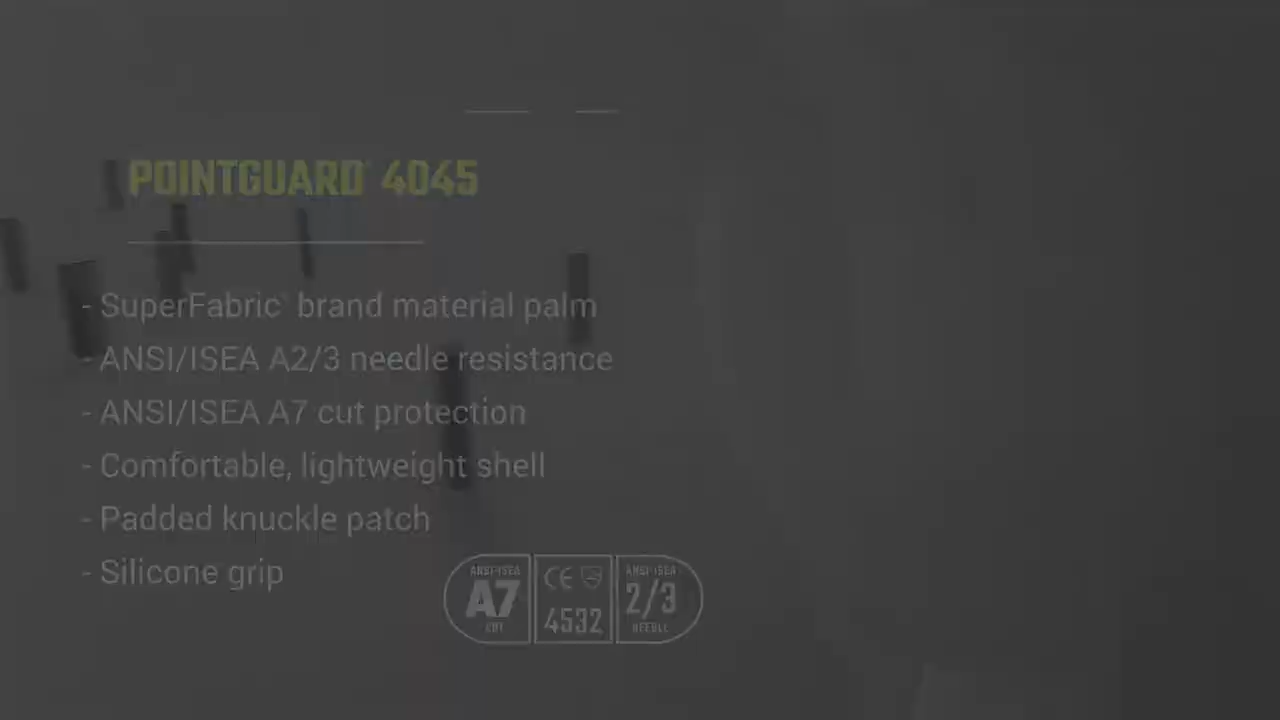 POINTGUARD® 4045
- SuperFabric® brand material palm
- ANSI/ISEA A2/3 needle resistance
- ANSI/ISEA A7 cut protection
- Comfortable, lightweight shell
- Padded knuckle patch
- Silicone grip
ANSI-ISEA
A7
CUT
CE
4532
ANSI-ISEA
2/3
NEEDLE